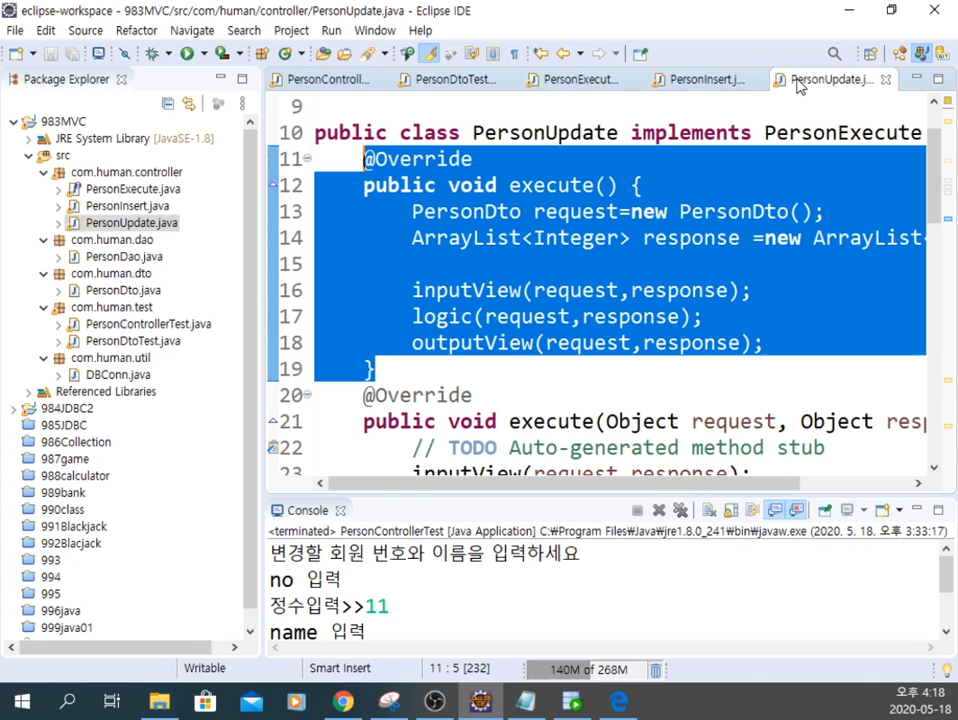 eclipse-workspace - 983MVC/src/com/human/controller/PersonUpdate.java - Eclipse IDE
File Edit Source Refactor Navigate Search Project Run Window Help
Package Explorer
PersonControll...
PersonDtoTest...
PersonExecut...
PersonInsert.j...
PersonUpdate.j...
983MVC
JRE System Library [JavaSE-1.8]
src
com.human.controller
PersonExecute.java
PersonInsert.java
PersonUpdate.java
com.human.dao
PersonDao.java
com.human.dto
PersonDto.java
com.human.test
PersonControllerTest.java
PersonDtoTest.java
com.human.util
DBConn.java
Referenced Libraries
984JDBC2
985JDBC
986Collection
987game
988calculator
989bank
990class
991Blackjack
992Blacjack
993
994
995
996java
999java01
9
10 public class PersonUpdate implements PersonExecute
11 @Override
12 public void execute() {
13 PersonDto request=new PersonDto();
14 ArrayList<Integer> response =new ArrayList<
15
16 inputView(request,response);
17 logic(request,response);
18 outputView(request,response);
19 }
20 @Override
21 public void execute(Object request, Object resp
22 // TODO Auto-generated method stub
23 inputView(request,response);
Console
<terminated> PersonControllerTest [Java Application] C:₩Program Files₩Java₩jre1.8.0_241₩bin₩javaw.exe (2020. 5. 18. 오후 3:33:17)
변경할 회원 번호와 이름을 입력하세요
no 입력
정수입력>>11
name 입력
Writable
Smart Insert
11 : 5 [232]
140M of 268M
오후 4:18
2020-05-18